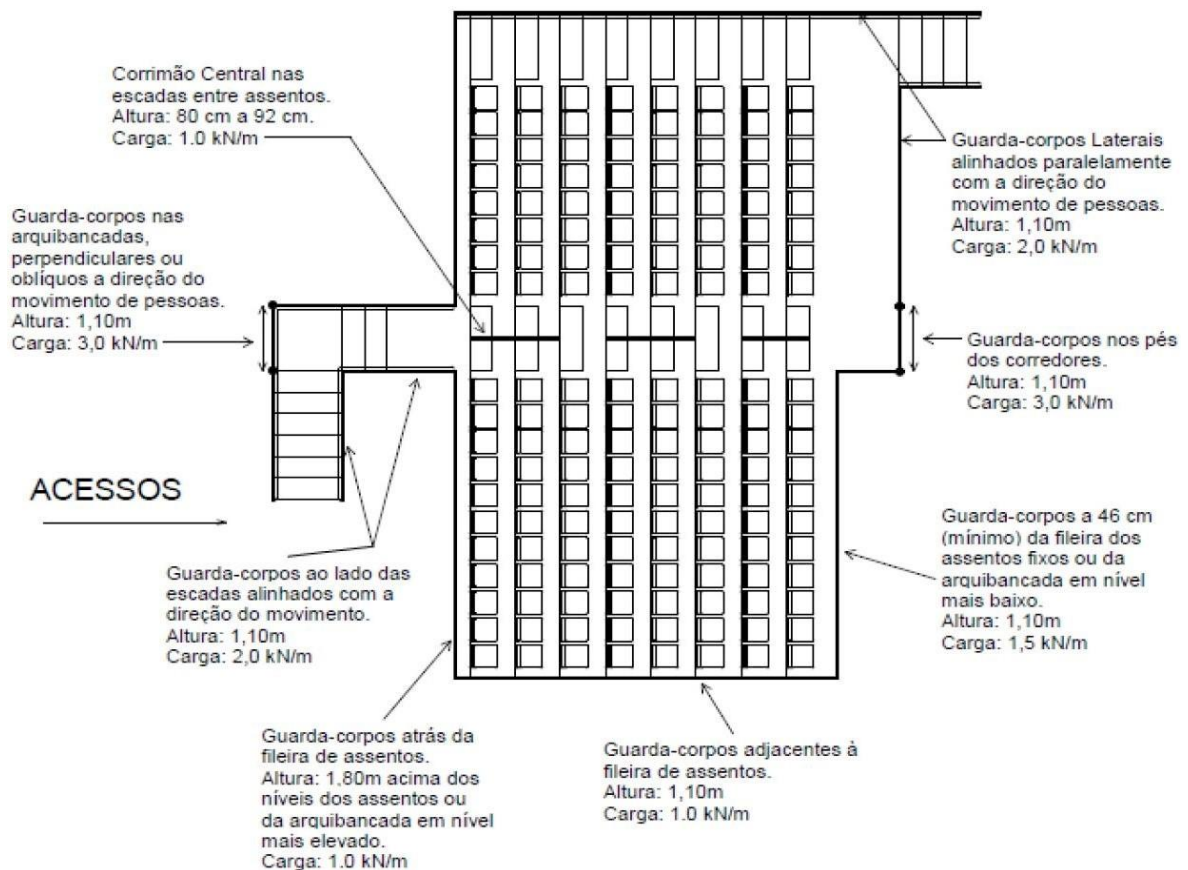 Corrimão Central nas
escadas entre assentos.
Altura: 80 cm a 92 cm.
Carga: 1.0 kN/m
Guarda-corpos nas
arquibancadas,
perpendiculares ou
oblíquos a direção do
movimento de pessoas.
Altura: 1,10m
Carga: 3,0 kN/m
Guarda-corpos Laterais
alinhados paralelamente
com a direção do
movimento de pessoas.
Altura: 1,10m
Carga: 2,0 kN/m
Guarda-corpos nos pés
dos corredores.
Altura: 1,10m
Carga: 3,0 kN/m
ACESSOS
Guarda-corpos ao lado das
escadas alinhados com a
direção do movimento.
Altura: 1,10m
Carga: 2,0 kN/m
Guarda-corpos a 46 cm
(mínimo) da fileira dos
assentos fixos ou da
arquibancada em nível
mais baixo.
Altura: 1,10m
Carga: 1,5 kN/m
Guarda-corpos atrás da
fileira de assentos.
Altura: 1,80m acima dos
níveis dos assentos ou
da arquibancada em nível
mais elevado.
Carga: 1.0 kN/m
Guarda-corpos adjacentes à
fileira de assentos.
Altura: 1,10m
Carga: 1.0 kN/m